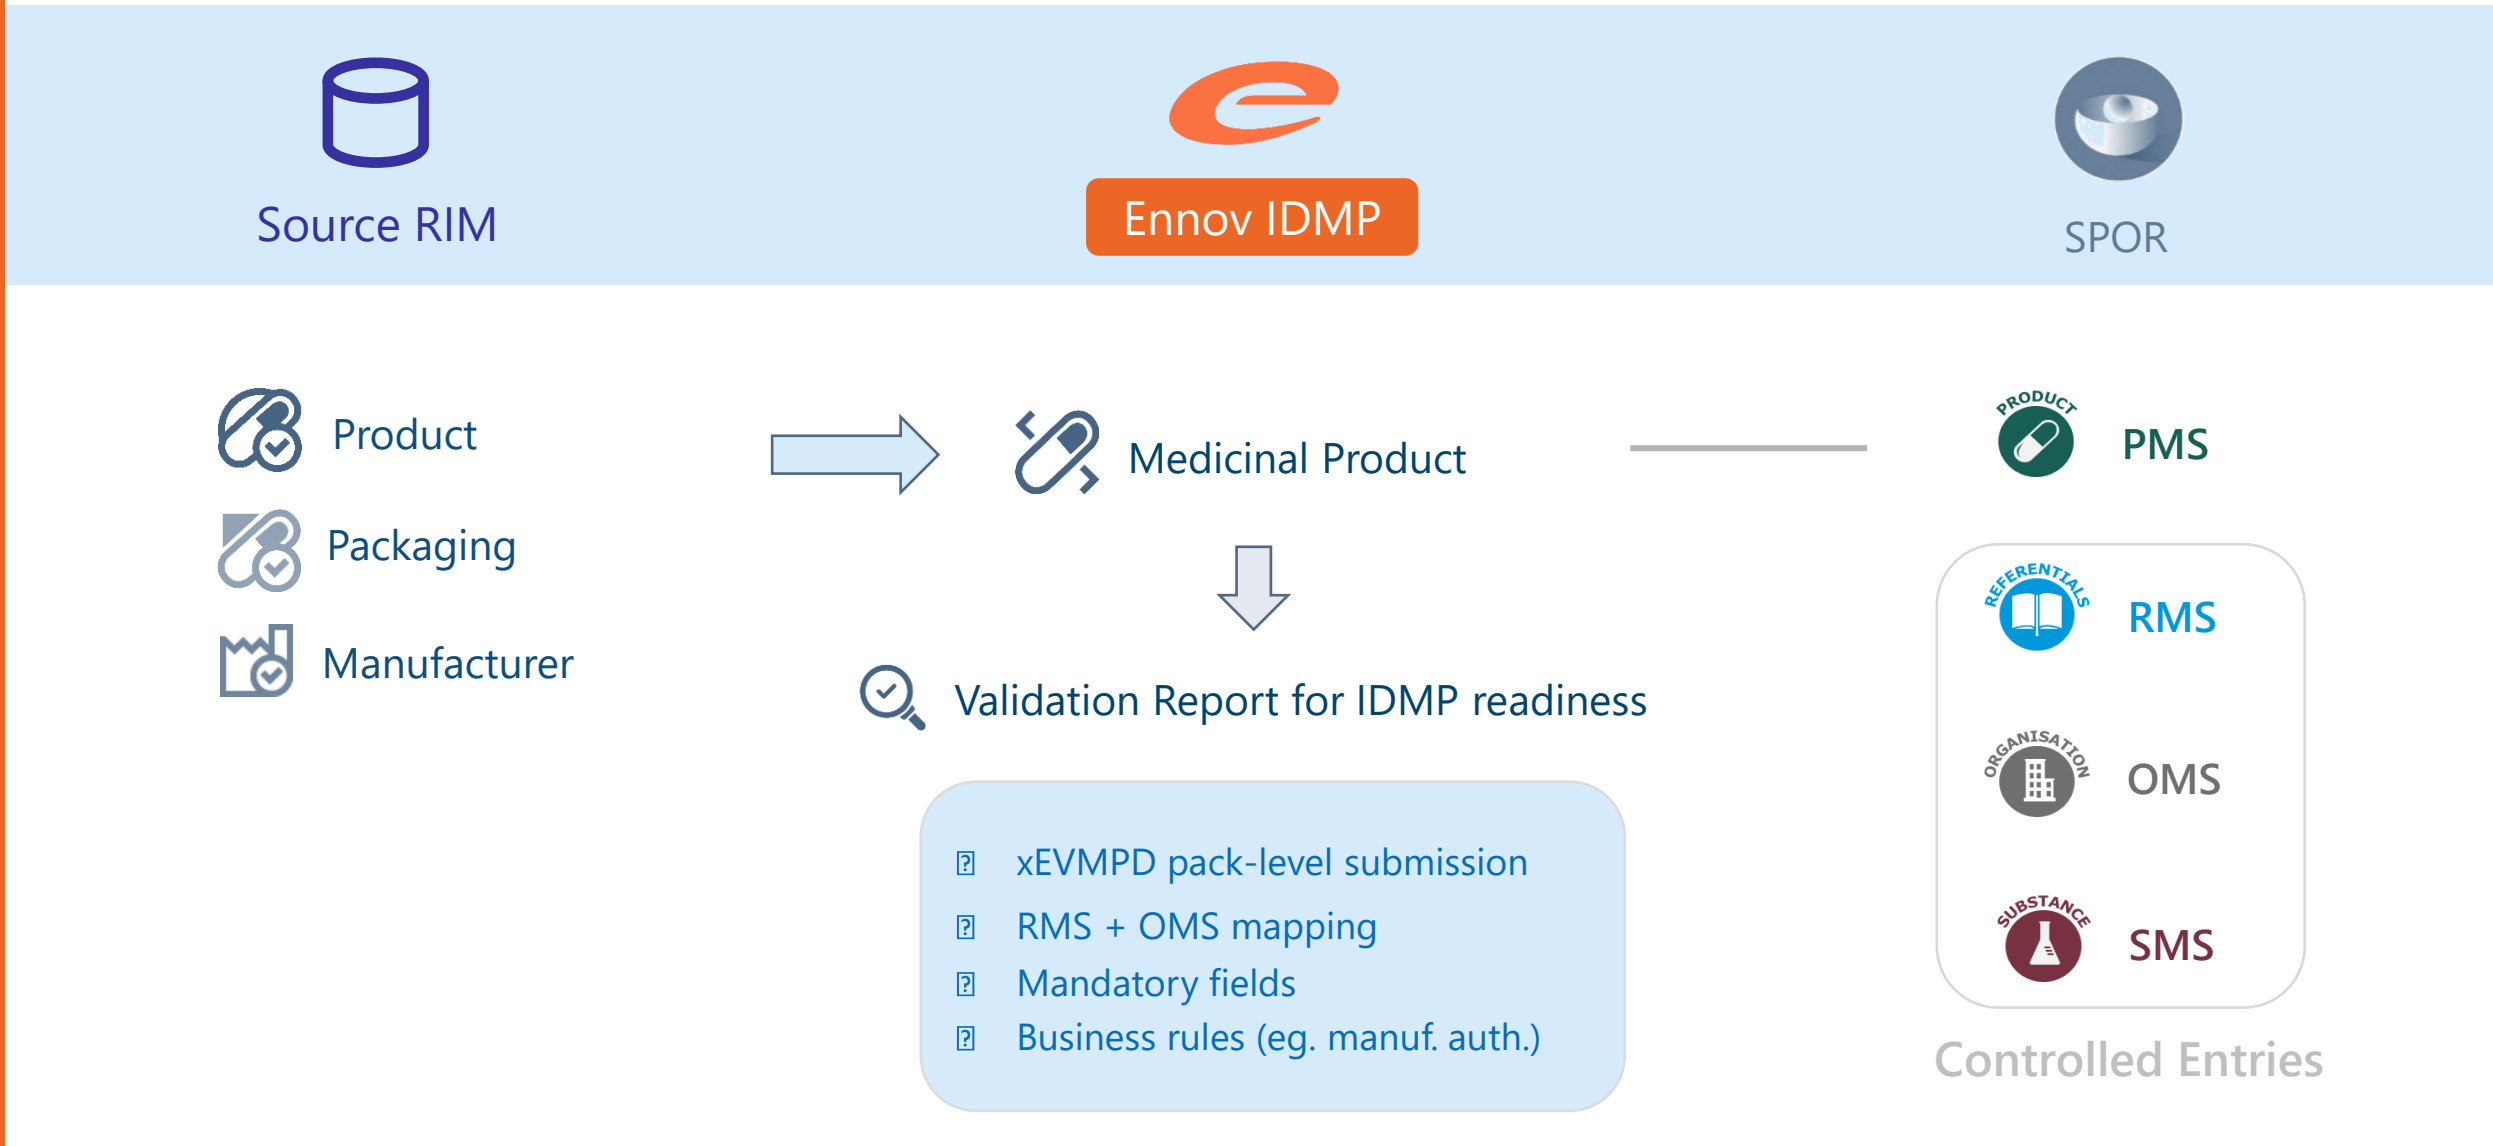 Source RIM
Ennov IDMP
SPOR
Product
Packaging
Manufacturer
Medicinal Product
Validation Report for IDMP readiness
xEVMPD pack-level submission
RMS + OMS mapping
Mandatory fields
Business rules (eg. manuf. auth.)
PRODUCT
PMS
REFERENTIALS
RMS
ORGANISATION
OMS
SUBSTANCE
SMS
Controlled Entries